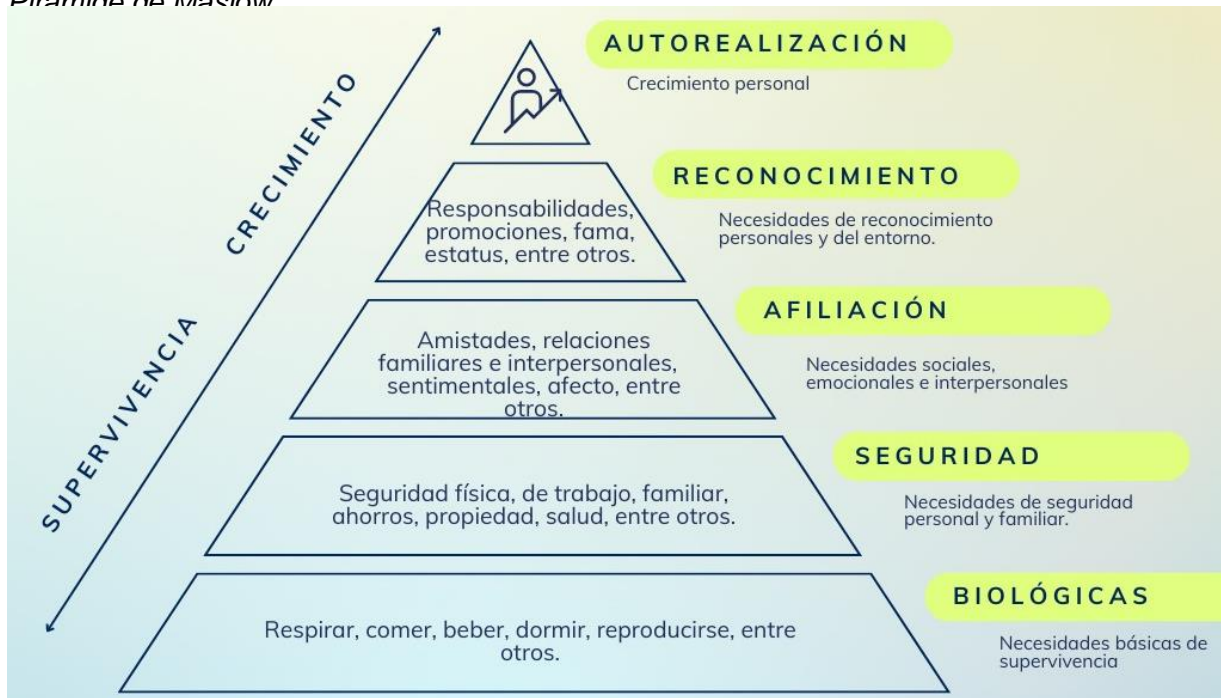 Pirámide de Maslow
AUTOREALIZACIÓN
Crecimiento personal
CRECIMIENTO
RECONOCIMIENTO
Necesidades de reconocimiento
personales y del entorno.
Responsabilidades,
promociones, fama,
estatus, entre otros.
AFILIACIÓN
Necesidades sociales,
emocionales e interpersonales
Amistades, relaciones
familiares e interpersonales,
sentimentales, afecto, entre
otros.
SUPERVIVENCIA
SEGURIDAD
Necesidades de seguridad
personal y familiar.
Seguridad física, de trabajo, familiar,
ahorros, propiedad, salud, entre otros.
BIOLÓGICAS
Necesidades básicas de
supervivencia
Respirar, comer, beber, dormir, reproducirse, entre
otros.